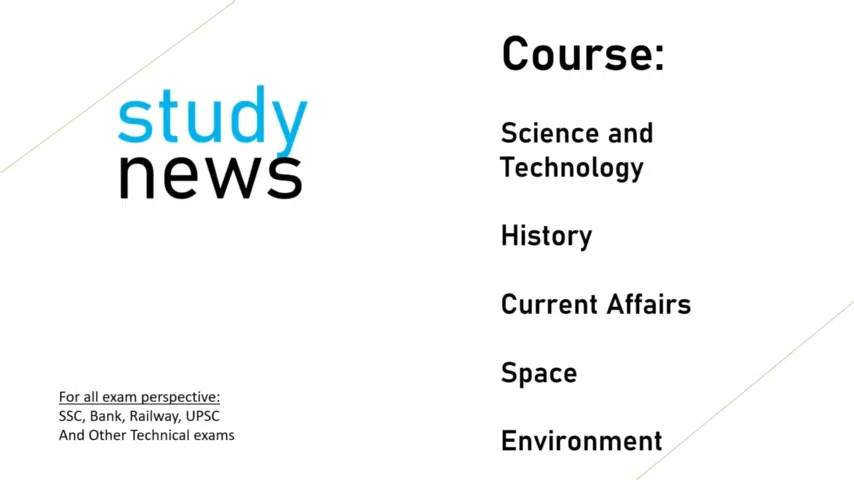 study
news
For all exam perspective:
SSC, Bank, Railway, UPSC
And Other Technical exams
Course:
Science and
Technology
History
Current Affairs
Space
Environment